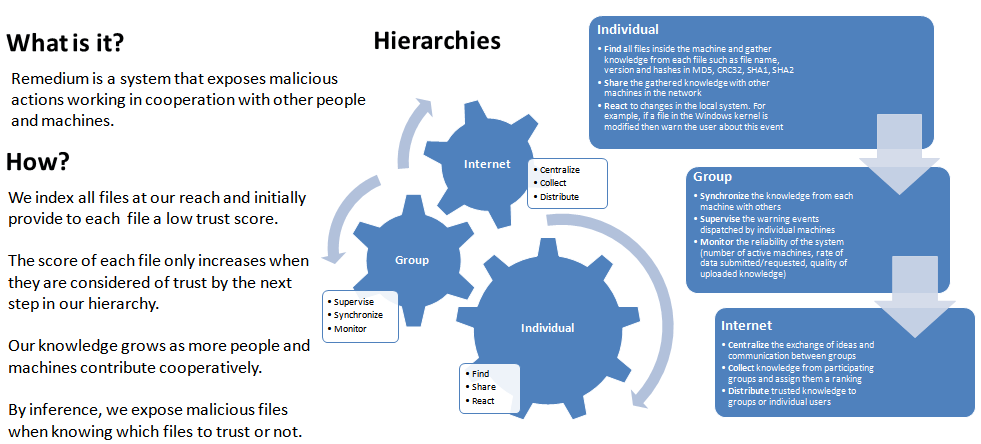 What is it?
Remedium is a system that exposes malicious
actions working in cooperation with other people
and machines.
How?
We index all files at our reach and initially
provide to each file a low trust score.
The score of each file only increases when
they are considered of trust by the next
step in our hierarchy.
Our knowledge grows as more people and
machines contribute cooperatively.
By inference, we expose malicious files
when knowing which files to trust or not.
Hierarchies
Internet
• Centralize
• Collect
• Distribute
Group
• Supervise
• Synchronize
• Monitor
Individual
• Find
• Share
• React
Individual
• Find all files inside the machine and gather
knowledge from each file such as file name,
version and hashes in MD5, CRC32, SHA1, SHA2
• Share the gathered knowledge with other
machines in the network
• React to changes in the local system. For
example, if a file in the Windows kernel is
modified then warn the user about this event
Group
• Synchronize the knowledge from each
machine with others
• Supervise the warning events
dispatched by individual machines
• Monitor the reliability of the system
(number of active machines, rate of
data submitted/requested, quality of
uploaded knowledge)
Internet
• Centralize the exchange of ideas and
communication between groups
• Collect knowledge from participating
groups and assign them a ranking
• Distribute trusted knowledge to
groups or individual users